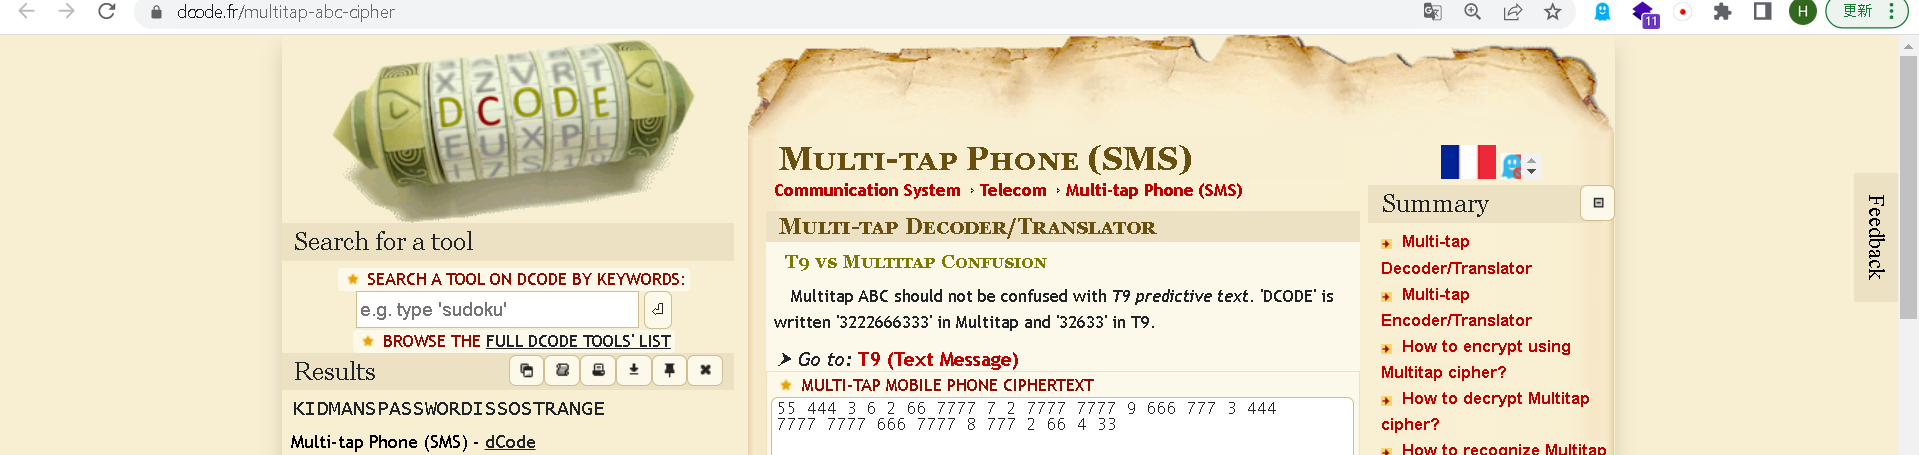 dcode.fr/multitap-abc-cipher
11
H
更新
X Z V R T
D C O D E
E U X P L
MULTI-TAP PHONE (SMS)
Communication System › Telecom › Multi-tap Phone (SMS)
Search for a tool
SEARCH A TOOL ON DCODE BY KEYWORDS:
e.g. type 'sudoku'
BROWSE THE FULL DCODE TOOLS' LIST
Results
KIDMANSPASSWORDISSOSTRANGE
Multi-tap Phone (SMS) - dCode
MULTI-TAP DECODER/TRANSLATOR
T9 VS MULTITAP CONFUSION
Multitap ABC should not be confused with T9 predictive text. 'DCODE' is
written '3222666333' in Multitap and '32633' in T9.
➤ Go to: T9 (Text Message)
MULTI-TAP MOBILE PHONE CIPHERTEXT
55 444 3 6 2 66 7777 7 2 7777 7777 9 666 777 3 444
7777 7777 666 7777 8 777 2 66 4 33
Summary
Multi-tap
Decoder/Translator
Multi-tap
Encoder/Translator
How to encrypt using
Multitap cipher?
How to decrypt Multitap
cipher?
How to recognize Multitap
Feedback